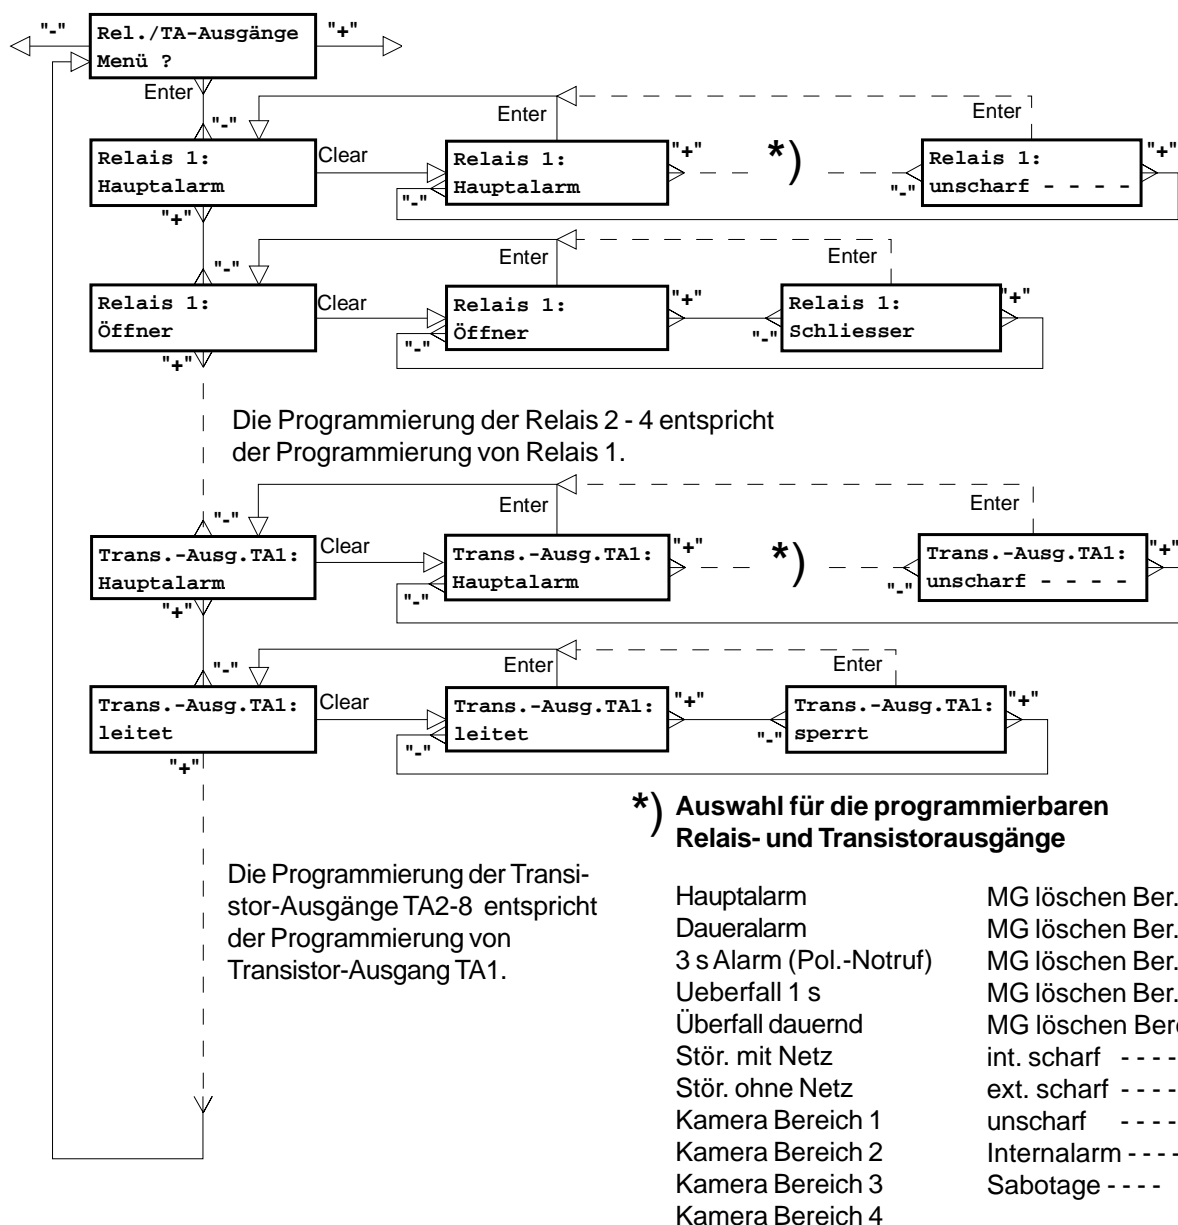 "-"
Rel./TA-Ausgänge
Menü ?
"+"
Enter
"-"
Relais 1:
Hauptalarm
"+"
Clear
Enter
Relais 1:
Hauptalarm
"-"
"+"
*)
Enter
"-"
Relais 1:
unscharf - - - -
"+"
"-"
Relais 1:
Öffner
"+"
Clear
Enter
Relais 1:
Öffner
"-"
"+"
Enter
"-"
Relais 1:
Schliesser
"+"
Die Programmierung der Relais 2 - 4 entspricht
der Programmierung von Relais 1.
"-"
Trans.-Ausg.TA1:
Hauptalarm
"+"
Clear
Enter
Trans.-Ausg.TA1:
Hauptalarm
"-"
"+"
*)
Enter
"-"
Trans.-Ausg.TA1:
unscharf - - - -
"+"
"-"
Trans.-Ausg.TA1:
leitet
"+"
Clear
Enter
Trans.-Ausg.TA1:
leitet
"-"
"+"
Enter
"-"
Trans.-Ausg.TA1:
sperrt
"+"
Die Programmierung der Transi-
stor-Ausgänge TA2-8 entspricht
der Programmierung von
Transistor-Ausgang TA1.
*) Auswahl für die programmierbaren
Relais- und Transistorausgänge
Hauptalarm
Daueralarm
3 s Alarm (Pol.-Notruf)
Ueberfall 1 s
Überfall dauernd
Stör. mit Netz
Stör. ohne Netz
Kamera Bereich 1
Kamera Bereich 2
Kamera Bereich 3
Kamera Bereich 4
MG löschen Ber.
MG löschen Ber.
MG löschen Ber.
MG löschen Ber.
MG löschen
int. scharf - - - -
ext. scharf - - - -
unscharf - - - -
Internalarm - - - -
Sabotage - - - -